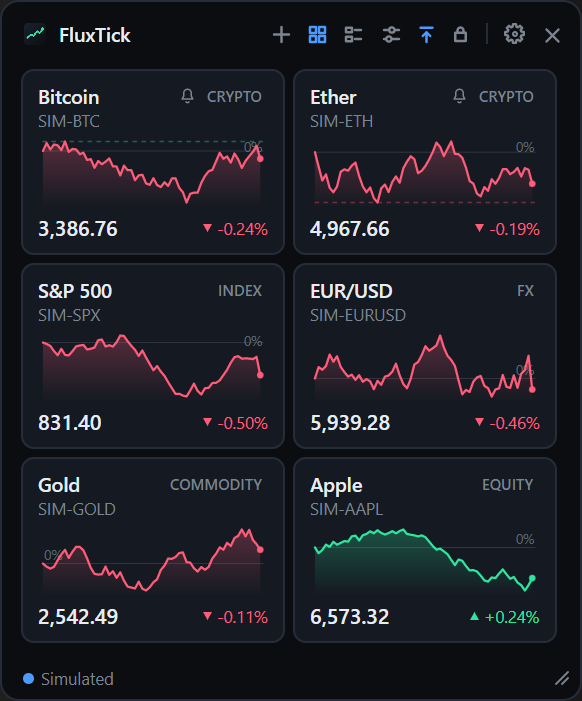 FluxTick
Bitcoin CRYPTO
SIM-BTC
0%
3,386.76 ▼ -0.24%
Ether CRYPTO
SIM-ETH
0%
4,967.66 ▼ -0.19%
S&P 500 INDEX
SIM-SPX
0%
831.40 ▼ -0.50%
EUR/USD FX
SIM-EURUSD
0%
5,939.28 ▼ -0.46%
Gold COMMODITY
SIM-GOLD
0%
2,542.49 ▼ -0.11%
Apple EQUITY
SIM-AAPL
0%
6,573.32 ▲ +0.24%
Simulated